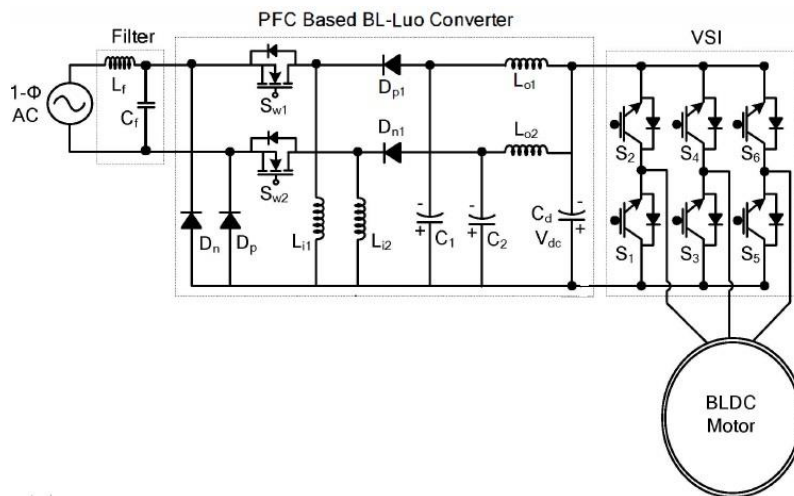 PFC Based BL-Luo Converter
Filter
VSI
1-Φ
AC
Lf
Cf
Sw1
Dp1
Lo1
Sw2
Dn1
Lo2
S2
S4
S6
Dn
Dp
Li1
Li2
-
+
C1
-
+
C2
Cd
Vdc
-
+
S1
S3
S5
BLDC
Motor